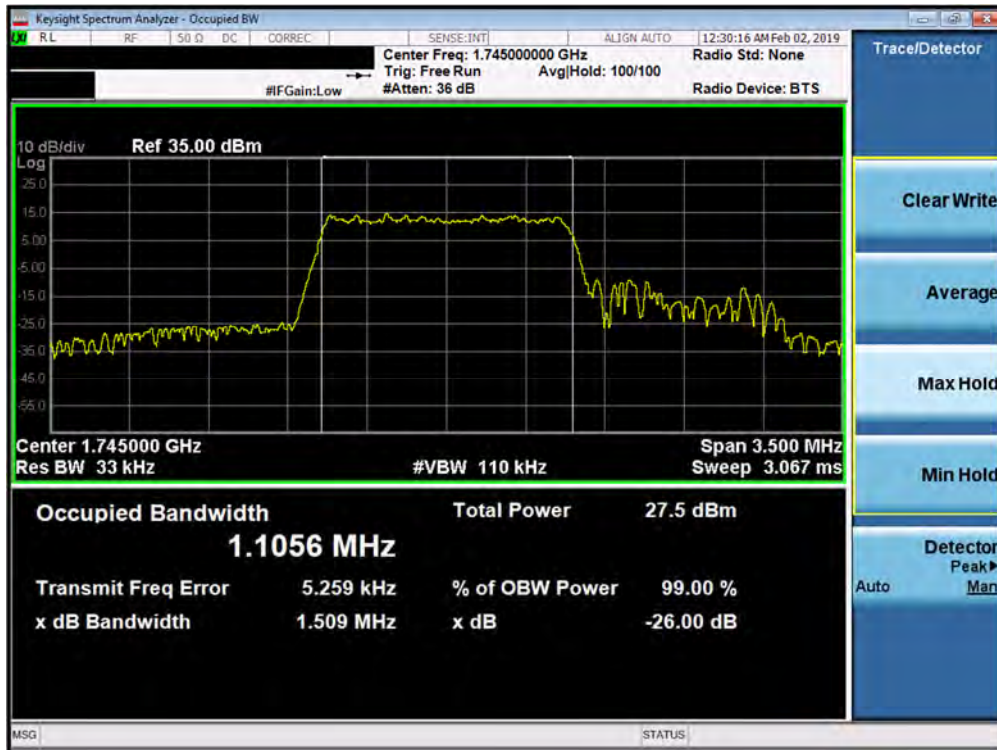 Keysight Spectrum Analyzer - Occupied BW
LXI RL RF 50 Ω DC CORREC SENSE:INT ALIGN AUTO 12:30:16 AM Feb 02, 2019
Center Freq: 1.745000000 GHz Radio Std: None
Trig: Free Run Avg|Hold: 100/100
#IFGain:Low #Atten: 36 dB Radio Device: BTS
Trace/Detector
10 dB/div Ref 35.00 dBm
Log
25.0
15.0
5.00
-5.00
-15.0
-25.0
-35.0
-45.0
-55.0
Center 1.745000 GHz Span 3.500 MHz
Res BW 33 kHz #VBW 110 kHz Sweep 3.067 ms
Occupied Bandwidth Total Power 27.5 dBm
1.1056 MHz
Transmit Freq Error 5.259 kHz % of OBW Power 99.00 %
x dB Bandwidth 1.509 MHz x dB -26.00 dB
Clear Write
Average
Max Hold
Min Hold
Detector
Peak▶
Auto Man
MSG STATUS